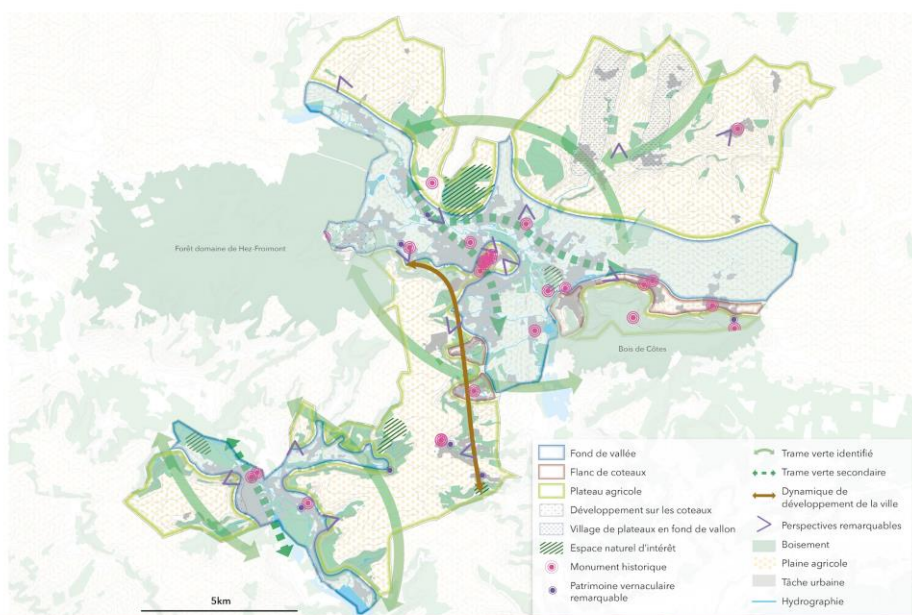 Forêt domaine de Hez Froimont
Bois de Côtes
5km
Fond de vallée
Flanc de coteaux
Plateau agricole
Développement sur les coteaux
Village de plateaux en fond de vallon
Espace naturel d'intérêt
Monument historique
Patrimoine vernaculaire
remarquable
Trame verte identifié
Trame verte secondaire
Dynamique de
développement de la ville
Perspectives remarquables
Boisement
Plaine agricole
Tâche urbaine
Hydrographie